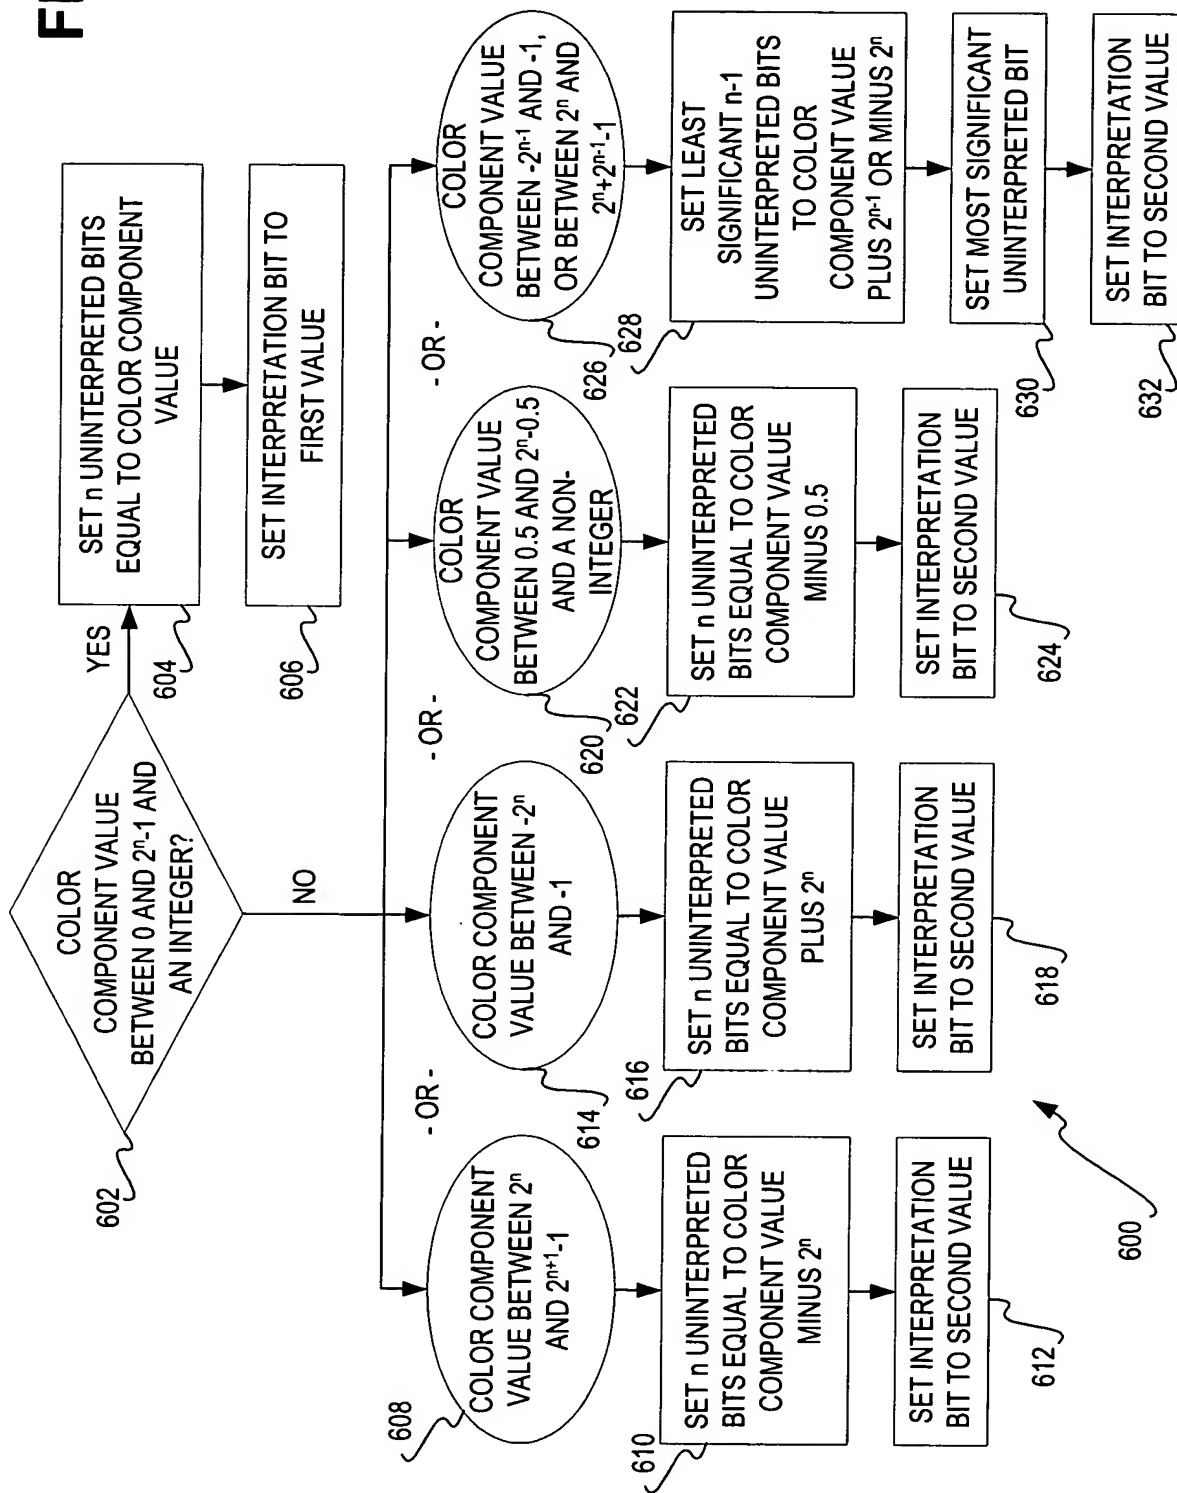 FI
COLOR
COMPONENT VALUE
BETWEEN 0 AND 2ⁿ-1 AND
AN INTEGER?
602
YES
NO
SET n UNINTERPRETED BITS
EQUAL TO COLOR COMPONENT
VALUE
604
SET INTERPRETATION BIT TO
FIRST VALUE
606
COLOR COMPONENT
VALUE BETWEEN 2ⁿ
AND 2ⁿ⁺¹-1
608
SET n UNINTERPRETED
BITS EQUAL TO COLOR
COMPONENT VALUE
MINUS 2ⁿ
610
SET INTERPRETATION
BIT TO SECOND VALUE
612
- OR -
COLOR COMPONENT
VALUE BETWEEN -2ⁿ
AND -1
614
SET n UNINTERPRETED
BITS EQUAL TO COLOR
COMPONENT VALUE
PLUS 2ⁿ
616
SET INTERPRETATION
BIT TO SECOND VALUE
618
- OR -
COLOR
COMPONENT VALUE
BETWEEN 0.5 AND 2ⁿ-0.5
AND A NON-
INTEGER
620
SET n UNINTERPRETED
BITS EQUAL TO COLOR
COMPONENT VALUE
MINUS 0.5
622
SET INTERPRETATION
BIT TO SECOND VALUE
624
- OR -
COLOR
COMPONENT VALUE
BETWEEN -2ⁿ⁻¹ AND -1,
OR BETWEEN 2ⁿ AND
2ⁿ+2ⁿ⁻¹-1
626
SET LEAST
SIGNIFICANT n-1
UNINTERPRETED BITS
TO COLOR
COMPONENT VALUE
PLUS 2ⁿ⁻¹ OR MINUS 2ⁿ
628
SET MOST SIGNIFICANT
UNINTERPRETED BIT
630
SET INTERPRETATION
BIT TO SECOND VALUE
632
600